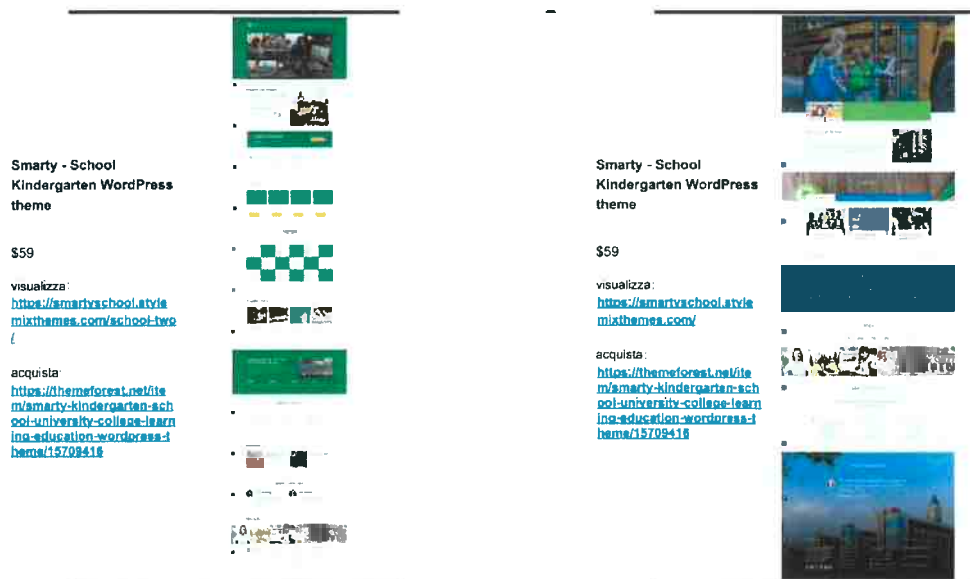 Smarty - School
Kindergarten WordPress
theme
$59
visualizza:
https://smartyschool.style
mixthemes.com/school-two
/
acquista:
https://themeforest.net/ite
m/smarty-kindergarten-sch
ool-university-college-learn
ing-education-wordpress-t
heme/15709416
Smarty - School
Kindergarten WordPress
theme
$59
visualizza:
https://smartyschool.style
mixthemes.com/
acquista:
https://themeforest.net/ite
m/smarty-kindergarten-sch
ool-university-college-learn
ing-education-wordpress-t
heme/15709416